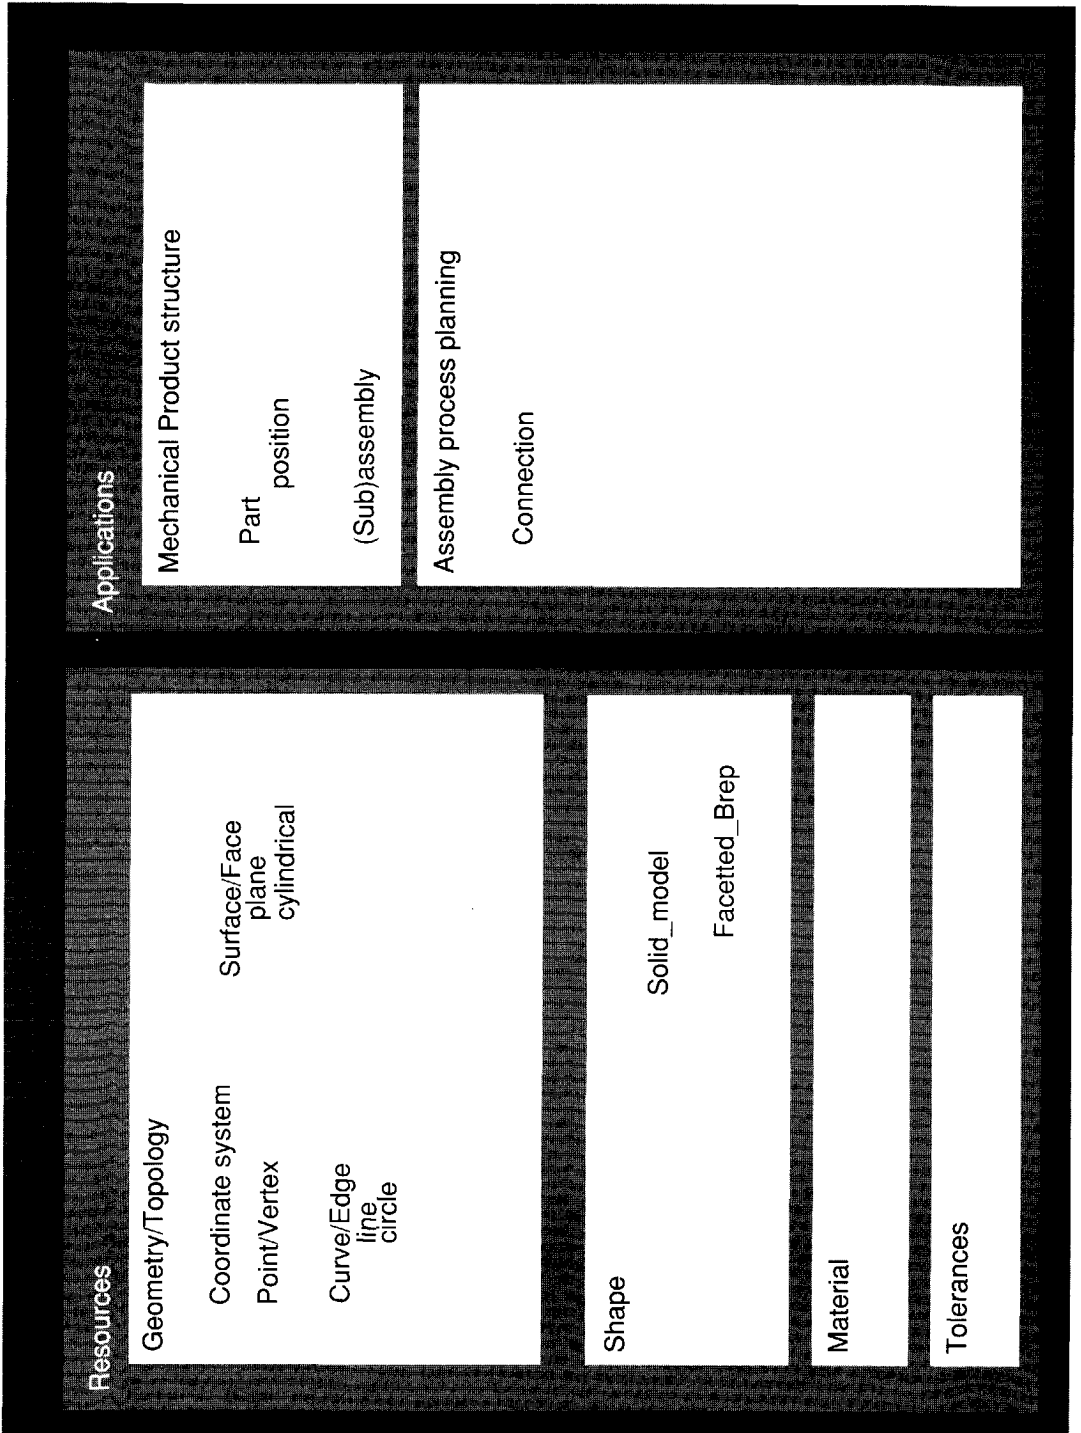 Resources
Geometry/Topology
Coordinate system
Point/Vertex
Curve/Edge
line
circle
Surface/Face
plane
cylindrical
Shape
Solid_model
Facetted_Brep
Material
Tolerances
Applications
Mechanical Product structure
Part
position
(Sub)assembly
Assembly process planning
Connection